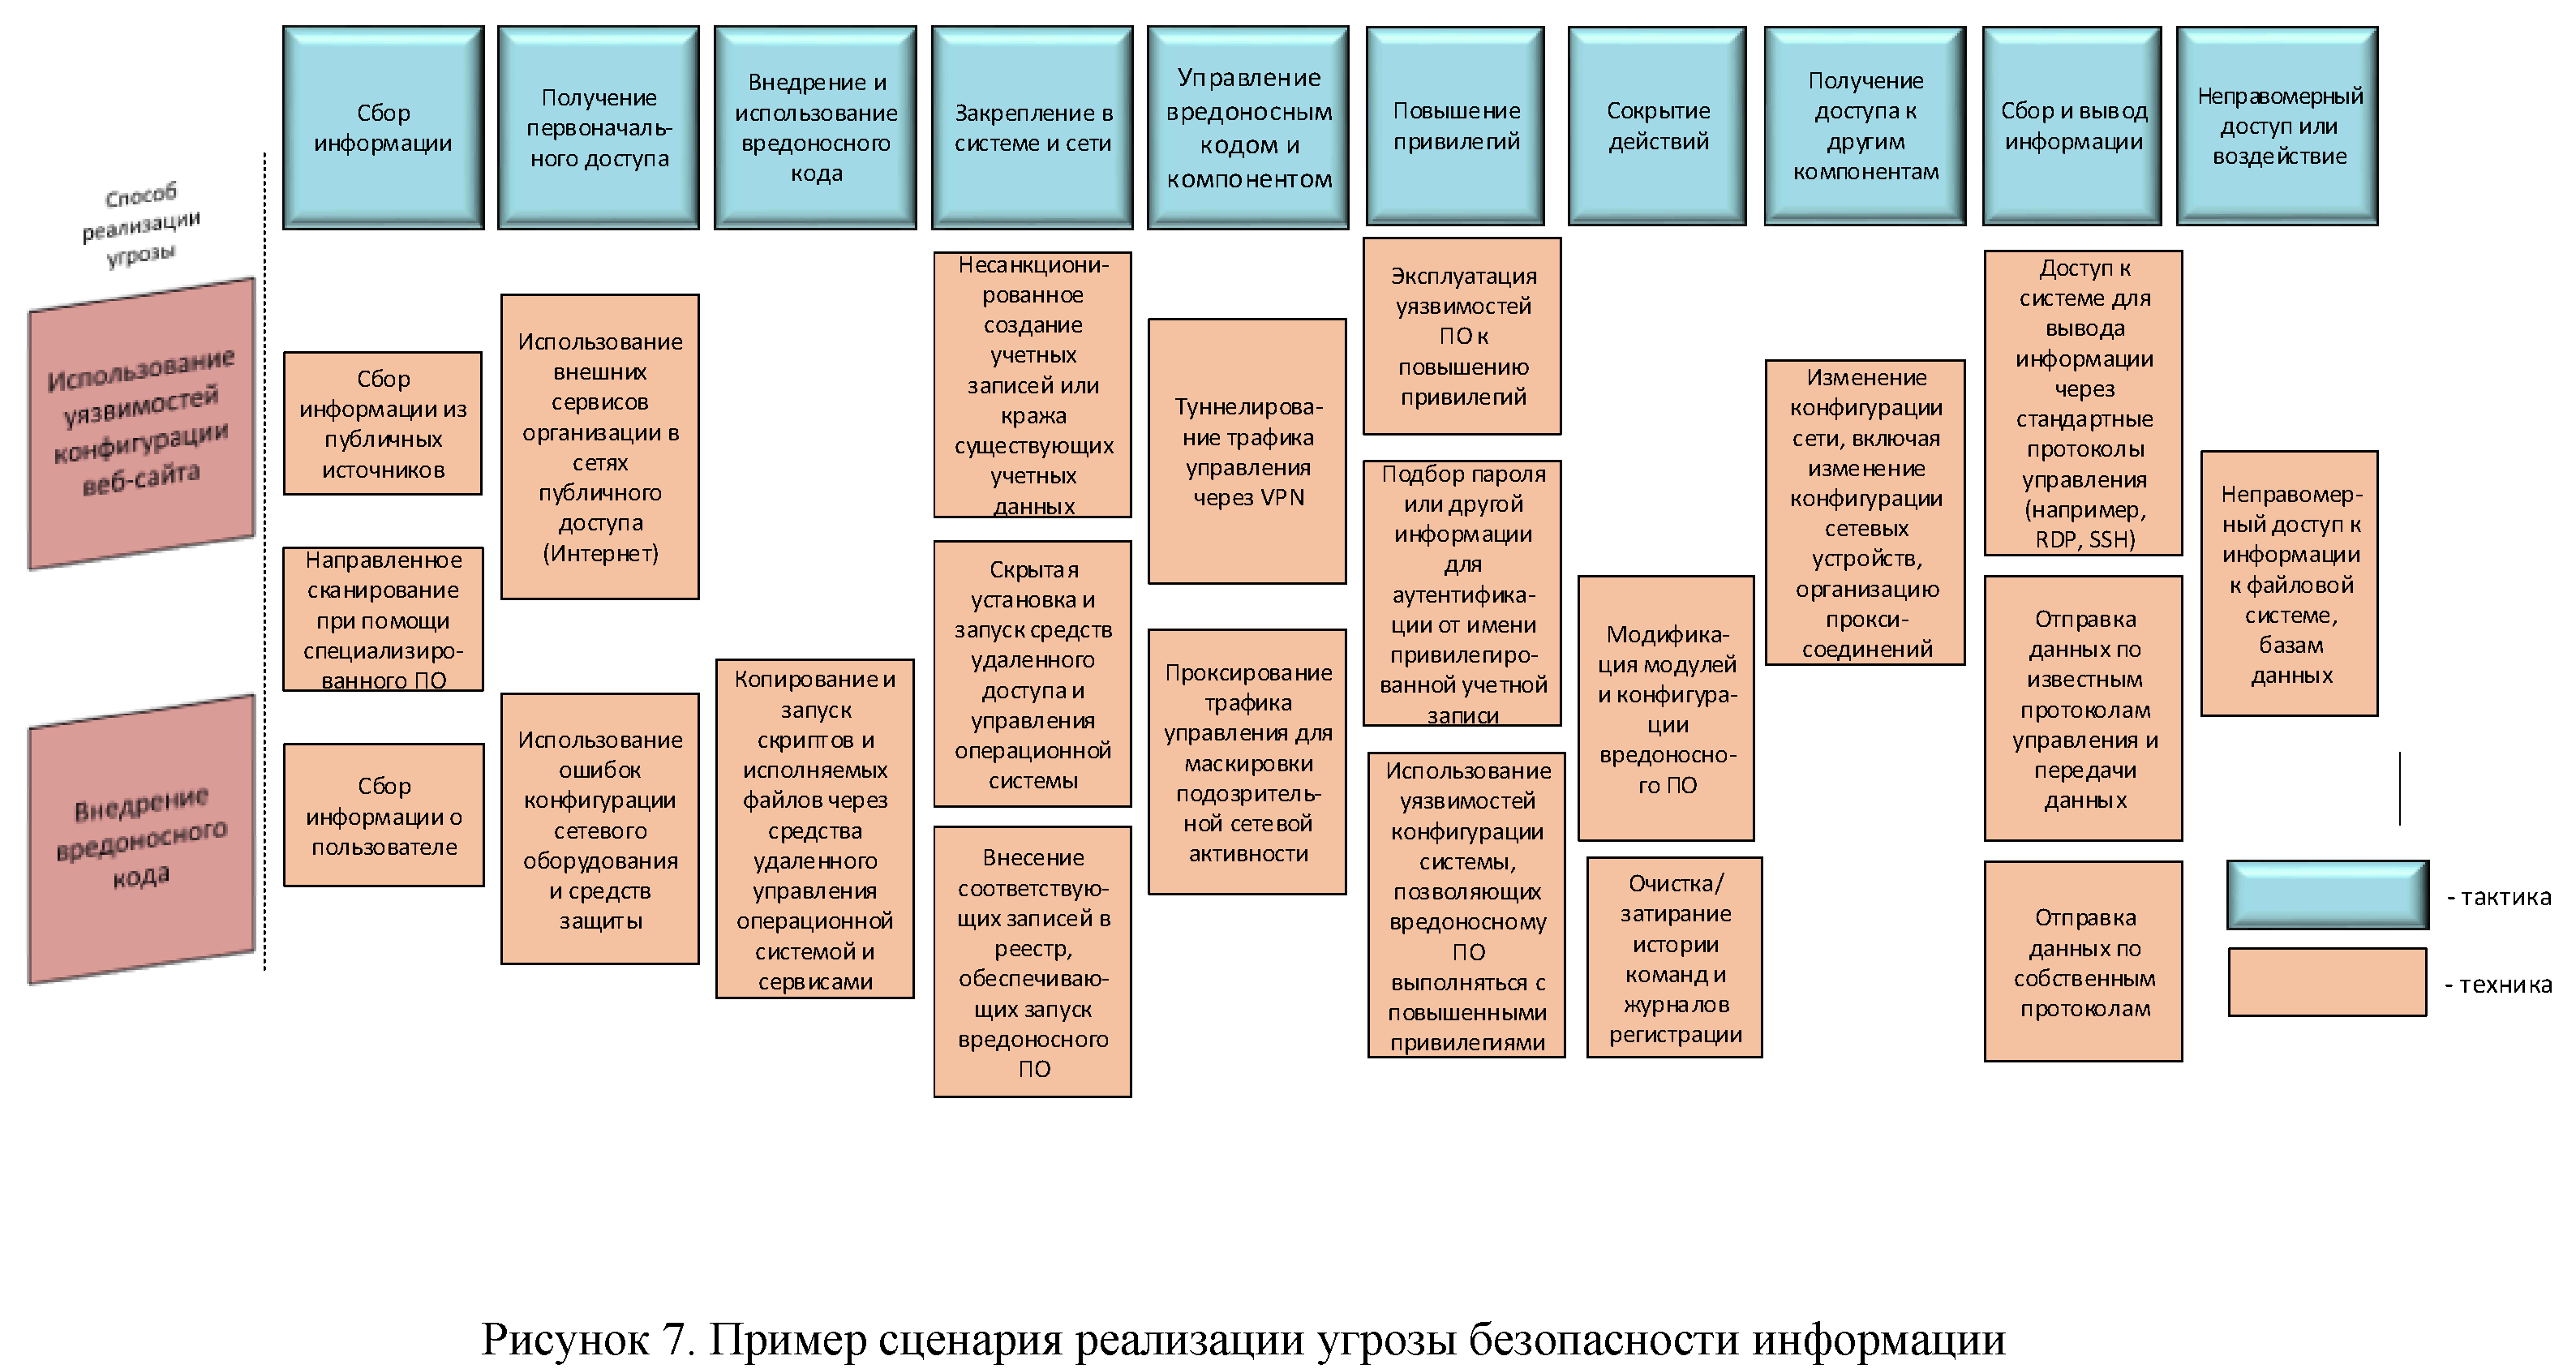 Сбор
информации
Получение
первоначаль-
ного доступа
Внедрение и
использование
вредоносного
кода
Закрепление в
системе и сети
Управление
вредоносным
кодом и
компонентом
Повышение
привилегий
Сокрытие
действий
Получение
доступа к
другим
компонентам
Сбор и вывод
информации
Неправомерный
доступ или
воздействие
Способ
реализации
угрозы
Использование
уязвимостей
конфигурации
веб-сайта
Внедрение
вредоносного
кода
Сбор
информации из
публичных
источников
Направленное
сканирование
при помощи
специализиро-
ванного ПО
Сбор
информации о
пользователе
Использование
внешних
сервисов
организации в
сетях
публичного
доступа
(Интернет)
Использование
ошибок
конфигурации
сетевого
оборудования
и средств
защиты
Копирование и
запуск
скриптов и
исполняемых
файлов через
средства
удаленного
управления
операционной
системой и
сервисами
Несанкциони-
рованное
создание
учетных
записей или
кража
существующих
учетных
данных
Скрытая
установка и
запуск средств
удаленного
доступа и
управления
операционной
системы
Внесение
соответствую-
щих записей в
реестр,
обеспечиваю-
щих запуск
вредоносного
ПО
Туннелирова-
ние трафика
управления
через VPN
Проксирование
трафика
управления для
маскировки
подозритель-
ной сетевой
активности
Эксплуатация
уязвимостей
ПО к
повышению
привилегий
Подбор пароля
или другой
информации
для
аутентифика-
ции от имени
привилегиро-
ванной учетной
записи
Использование
уязвимостей
конфигурации
системы,
позволяющих
вредоносному
ПО
выполняться с
повышенными
привилегиями
Модифика-
ция модулей
и конфигура-
ции
вредоносно-
го ПО
Очистка/
затирание
истории
команд и
журналов
регистрации
Изменение
конфигурации
сети, включая
изменение
конфигурации
сетевых
устройств,
организацию
прокси-
соединений
Доступ к
системе для
вывода
информации
через
стандартные
протоколы
управления
(например,
RDP, SSH)
Отправка
данных по
известным
протоколам
управления и
передачи
данных
Отправка
данных по
собственным
протоколам
Неправомер-
ный доступ к
информации
к файловой
системе,
базам
данных
- тактика
- техника
Рисунок 7. Пример сценария реализации угрозы безопасности информации